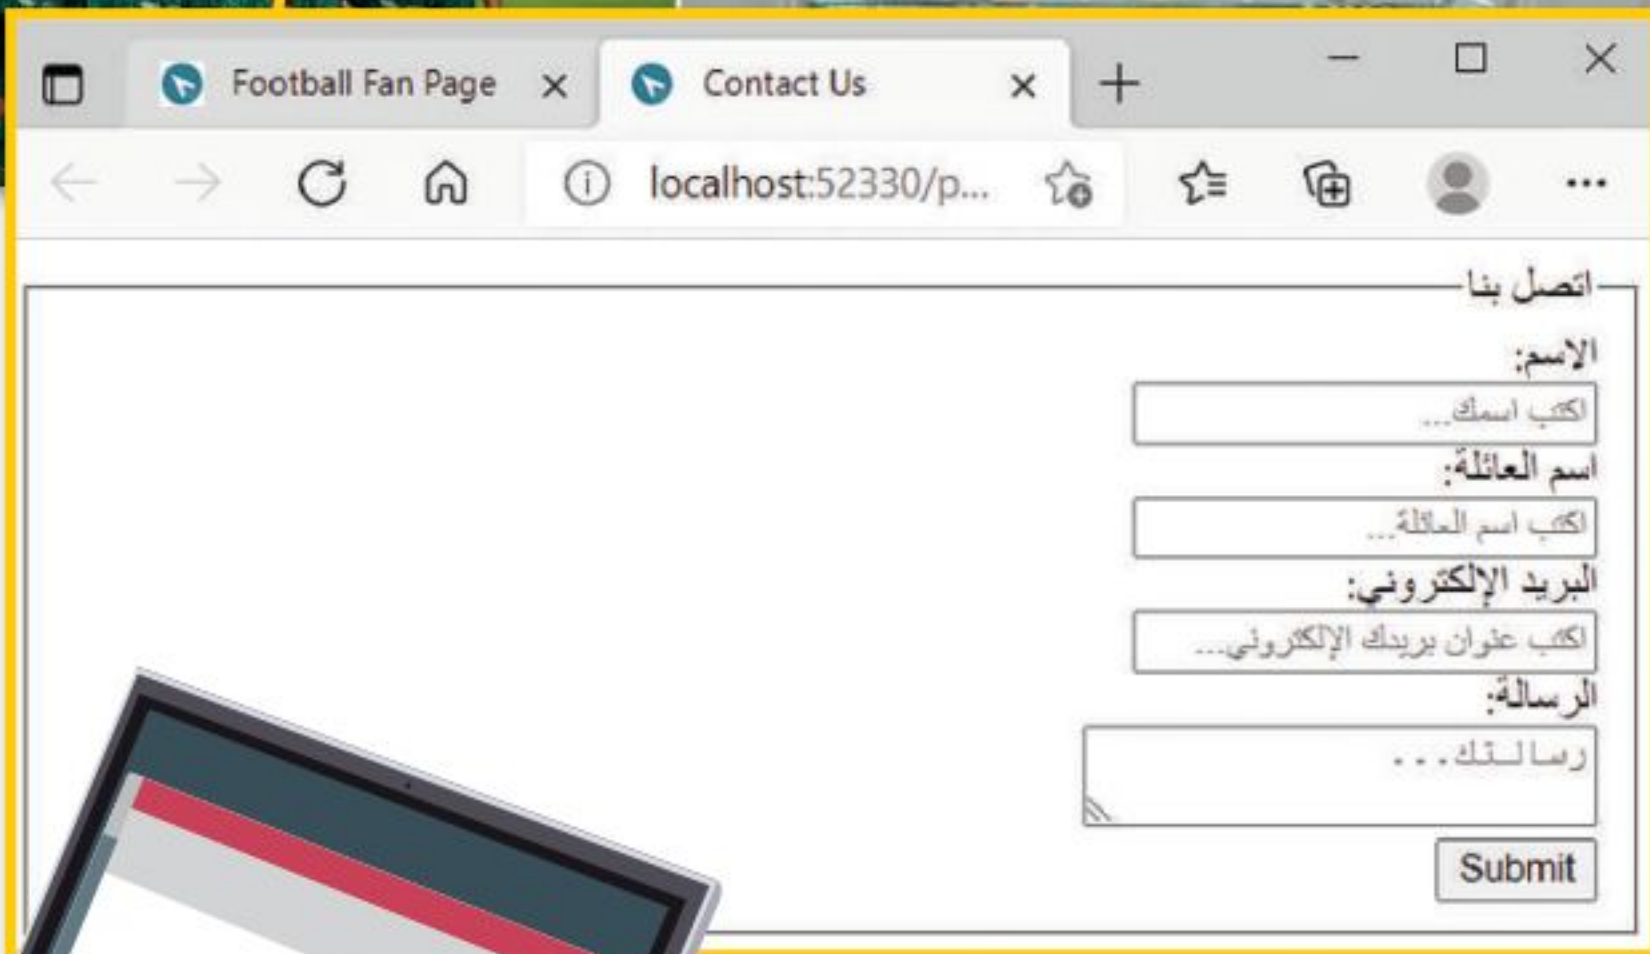 Football Fan Page
Contact Us
localhost:52330/p...
اتصل بنا
الاسم:
اكتب اسمك...
اسم العائلة:
اكتب اسم العائلة...
البريد الإلكتروني:
اكتب عنوان بريدك الإلكتروني...
الرسالة:
رسالتك...
Submit